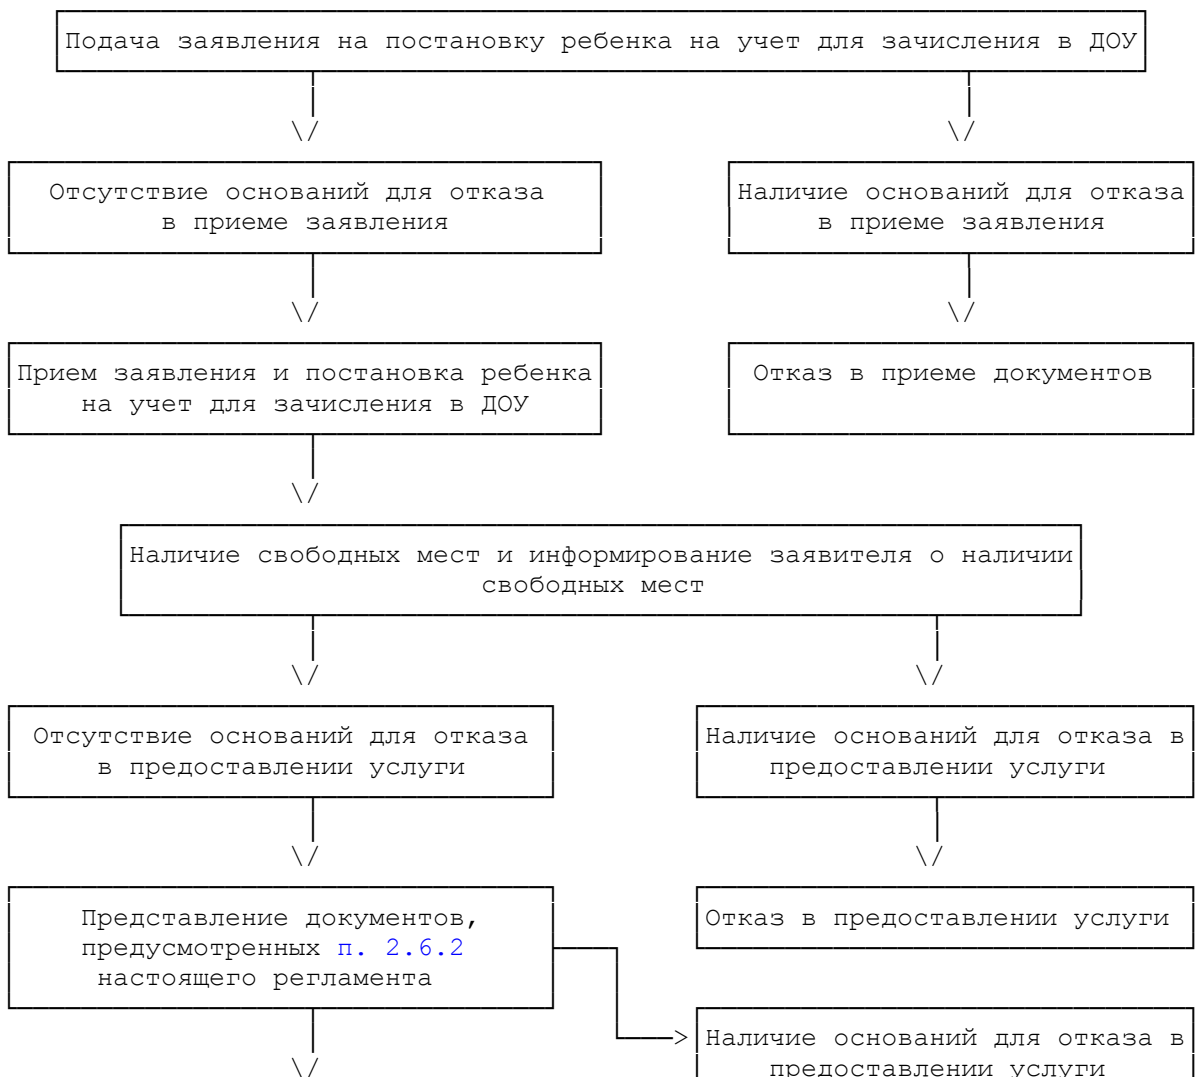 Подача заявления на постановку ребенка на учет для зачисления в ДОУ
Отсутствие оснований для отказа
в приеме заявления
Наличие оснований для отказа
в приеме заявления
Прием заявления и постановка ребенка
на учет для зачисления в ДОУ
Отказ в приеме документов
Наличие свободных мест и информирование заявителя о наличии
свободных мест
Отсутствие оснований для отказа
в предоставлении услуги
Наличие оснований для отказа в
предоставлении услуги
Представление документов,
предусмотренных п. 2.6.2
настоящего регламента
Отказ в предоставлении услуги
Наличие оснований для отказа в
предоставлении услуги